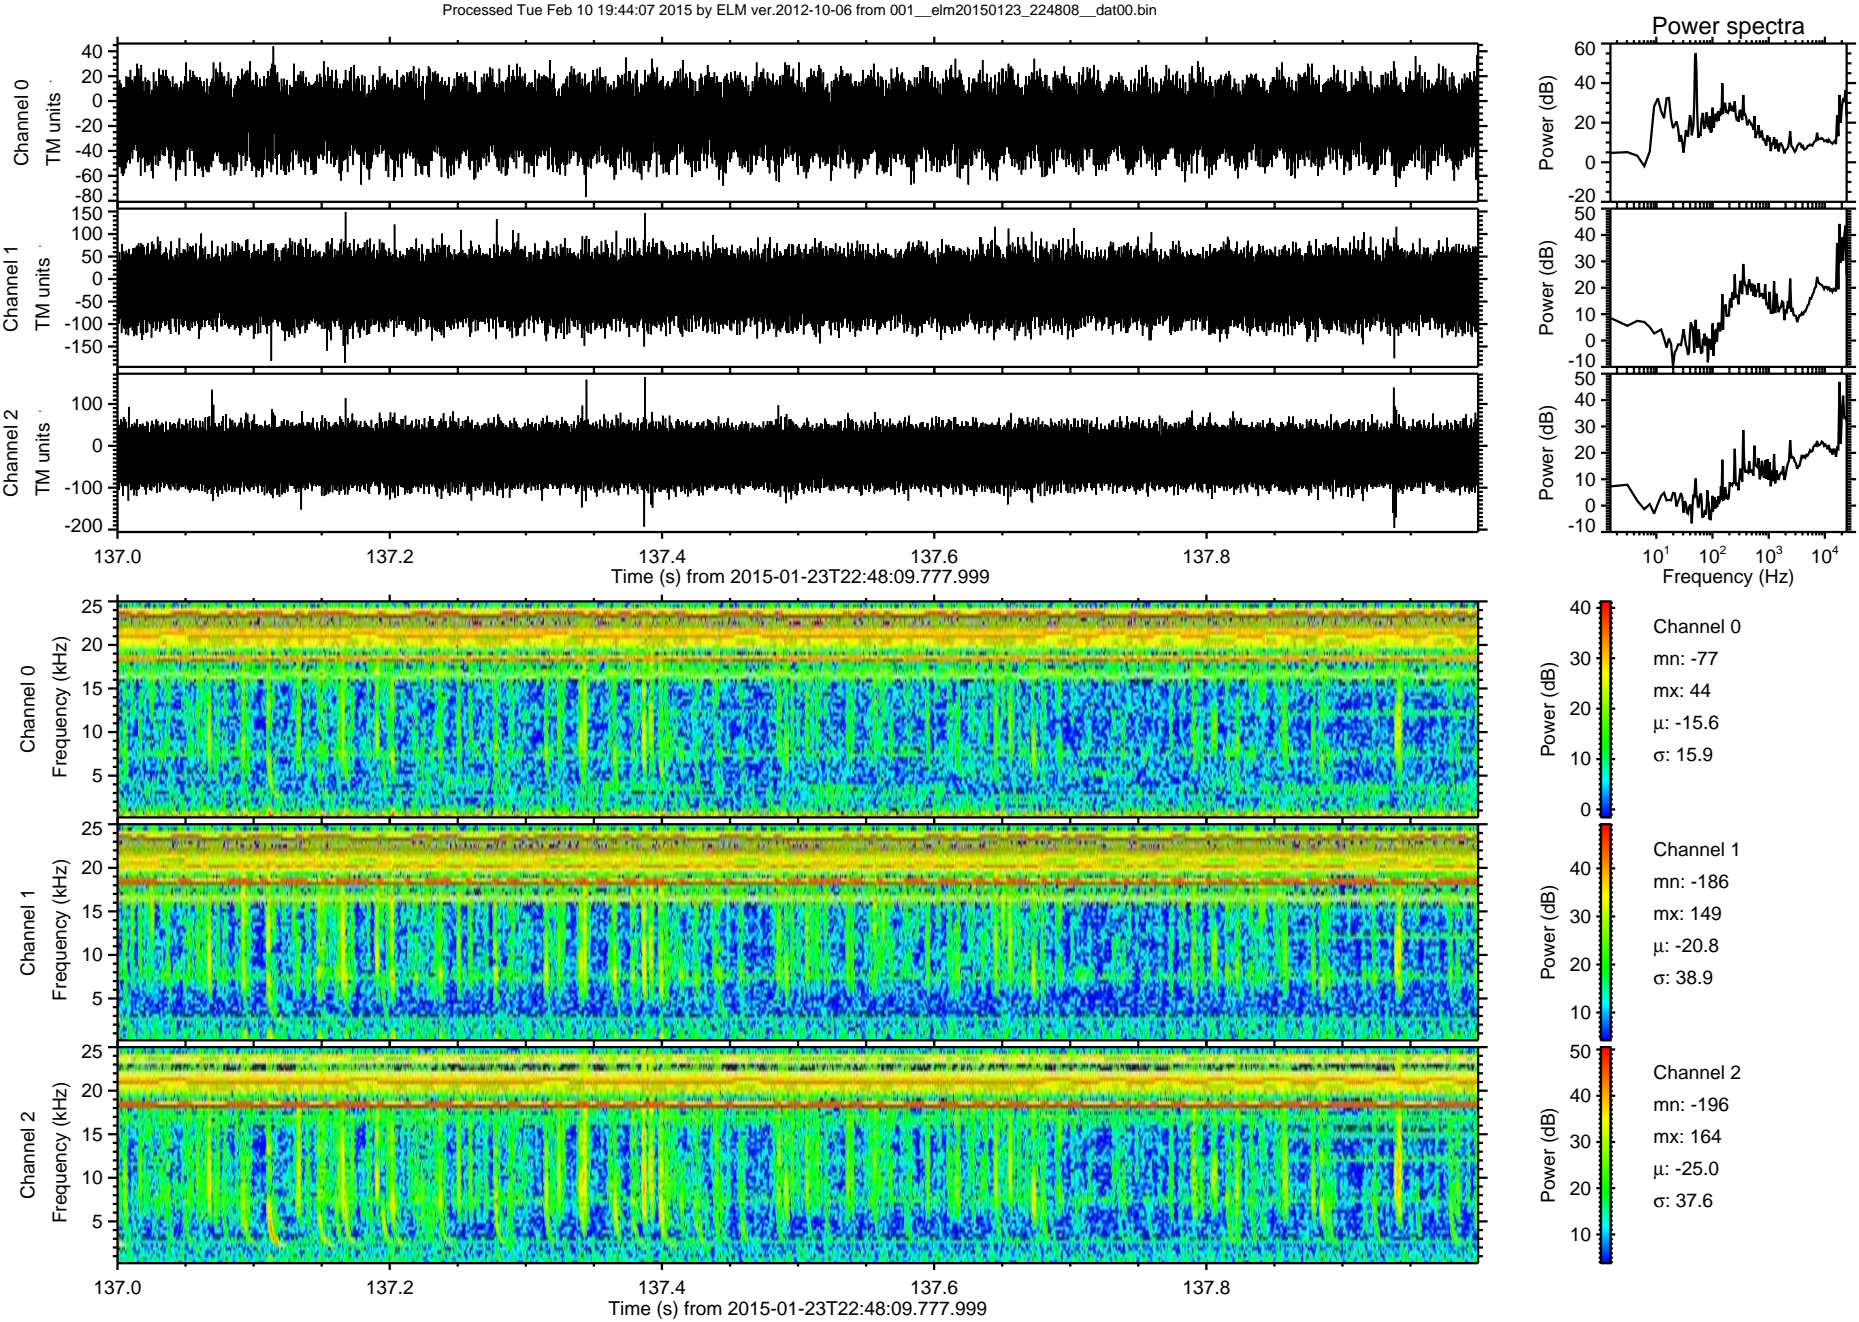 Processed Tue Feb 10 19:44:07 2015 by ELM ver.2012-10-06 from 001__elm20150123_224808__dat00.bin
Power spectra
Channel 0
TM units
40
20
0
-20
-40
-60
-80
Power (dB)
60
40
20
0
-20
Channel 1
TM units
150
100
50
0
-50
-100
-150
Power (dB)
50
40
30
20
10
0
-10
Channel 2
TM units
100
0
-100
-200
Power (dB)
50
40
30
20
10
0
-10
137.0 137.2 137.4 137.6 137.8
Time (s) from 2015-01-23T22:48:09.777.999
10^1 10^2 10^3 10^4
Frequency (Hz)
Channel 0
Frequency (kHz)
25
20
15
10
5
Power (dB)
40
30
20
10
0
Channel 0
mn: -77
mx: 44
μ: -15.6
σ: 15.9
Channel 1
Frequency (kHz)
25
20
15
10
5
Power (dB)
40
30
20
10
Channel 1
mn: -186
mx: 149
μ: -20.8
σ: 38.9
Channel 2
Frequency (kHz)
25
20
15
10
5
Power (dB)
50
40
30
20
10
Channel 2
mn: -196
mx: 164
μ: -25.0
σ: 37.6
137.0 137.2 137.4 137.6 137.8
Time (s) from 2015-01-23T22:48:09.777.999